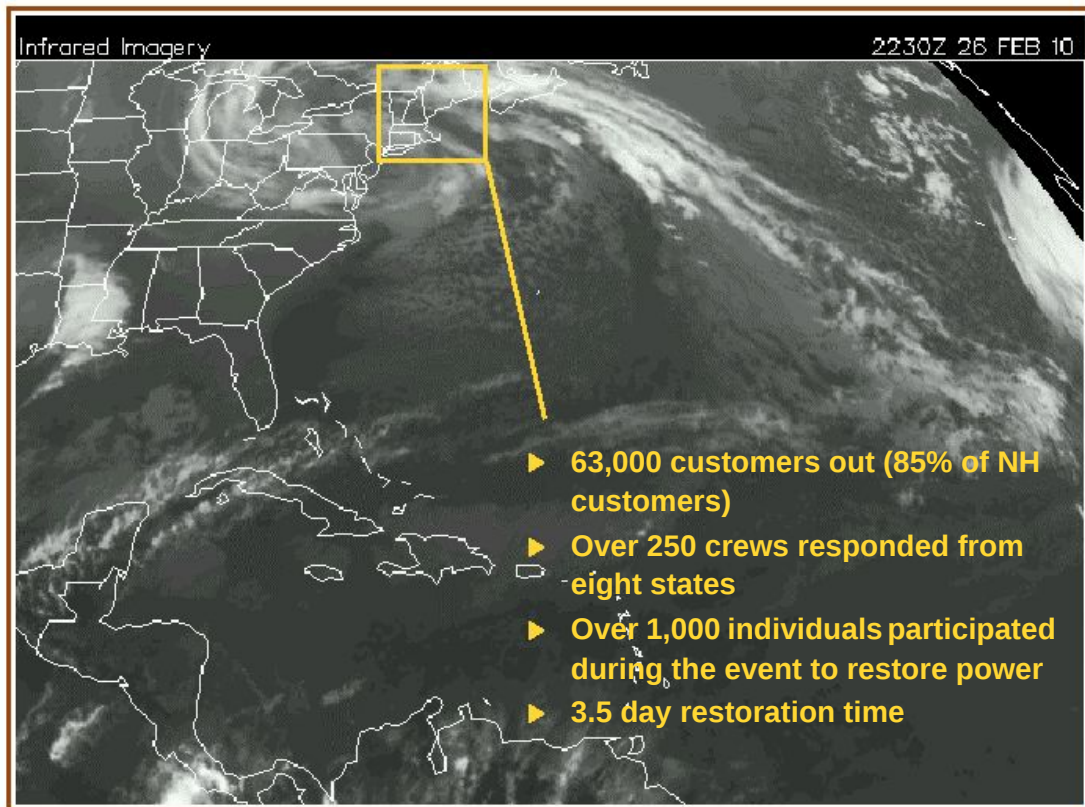 Infrared Imagery 2230Z 26 FEB 10
63,000 customers out (85% of NH
customers)
Over 250 crews responded from
eight states
Over 1,000 individuals participated
during the event to restore power
3.5 day restoration time